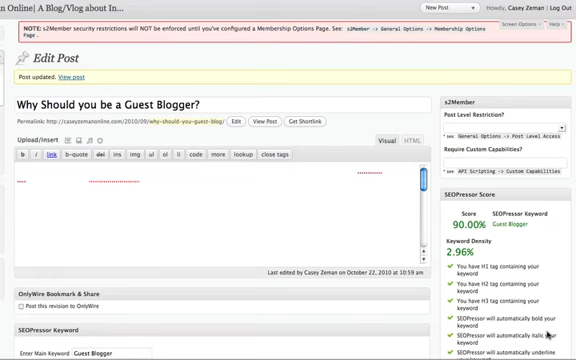 n Online| A Blog/Vlog about In...
New Post
Howdy, Casey Zeman | Log Out
Screen Options
Help
NOTE: s2Member security restrictions will NOT be enforced until you've configured a Membership Options Page. See: s2Member -> General Options -> Membership Options
Page .
Edit Post
Post updated. View post
Why Should you be a Guest Blogger?
Permalink: http://caseyzemanonline.com/2010/09/why-should-you-guest-blog/
Edit
View Post
Get Shortlink
Upload/Insert
Visual
HTML
b
i
link
b-quote
del
ins
img
ul
ol
li
code
more
lookup
close tags
Last edited by Casey Zeman on October 22, 2010 at 10:59 am
OnlyWire Bookmark & Share
Post this revision to OnlyWire
SEOPressor Keyword
Enter Main Keyword
Guest Blogger
s2Member
Post Level Restriction?
* see General Options -> Post Level Access
Require Custom Capabilities?
* see API Scripting -> Custom Capabilities
SEOPressor Score
Score
SEOPressor Keyword
90.00%
Guest Blogger
Keyword Density
2.96%
You have H1 tag containing your
keyword
You have H2 tag containing your
keyword
You have H3 tag containing your
keyword
SEOPressor will automatically bold your
keyword
SEOPressor will automatically italic your
keyword
SEOPressor will automatically underline